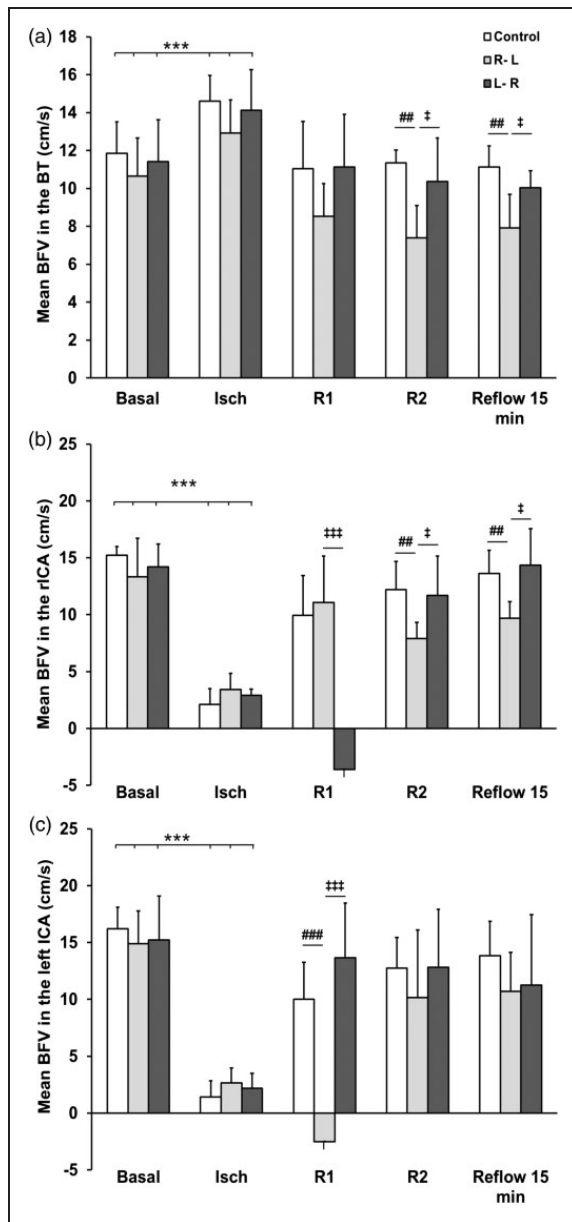 (a)
18
16
14
12
10
8
6
4
2
0
Mean BFV in the BT (cm/s)
***
Control
R- L
L- R
## ‡
## ‡
Basal Isch R1 R2 Reflow 15
min
(b)
25
20
15
10
5
0
-5
Mean BFV in the rICA (cm/s)
***
‡‡‡
## ‡
## ‡
Basal Isch R1 R2 Reflow 15
(c)
25
20
15
10
5
0
-5
Mean BFV in the left ICA (cm/s)
***
### ‡‡‡
Basal Isch R1 R2 Reflow 15
min